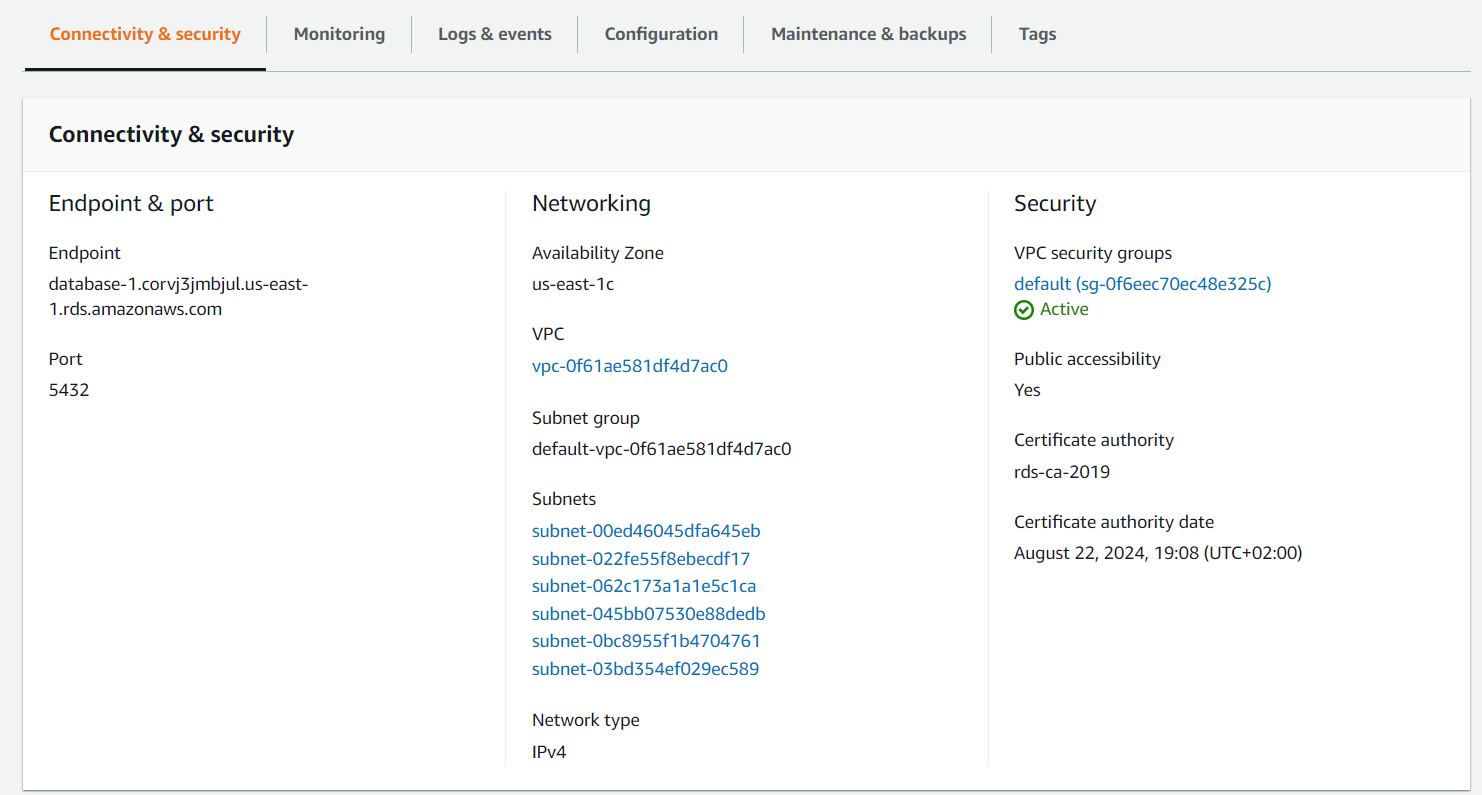 Connectivity & security
Monitoring
Logs & events
Configuration
Maintenance & backups
Tags
Connectivity & security
Endpoint & port
Endpoint
database-1.corvj3jmbjul.us-east-
1.rds.amazonaws.com
Port
5432
Networking
Availability Zone
us-east-1c
VPC
vpc-0f61ae581df4d7ac0
Subnet group
default-vpc-0f61ae581df4d7ac0
Subnets
subnet-00ed46045dfa645eb
subnet-022fe55f8ebecdf17
subnet-062c173a1a1e5c1ca
subnet-045bb07530e88dedb
subnet-0bc8955f1b4704761
subnet-03bd354ef029ec589
Network type
IPv4
Security
VPC security groups
default (sg-0f6eec70ec48e325c)
Active
Public accessibility
Yes
Certificate authority
rds-ca-2019
Certificate authority date
August 22, 2024, 19:08 (UTC+02:00)